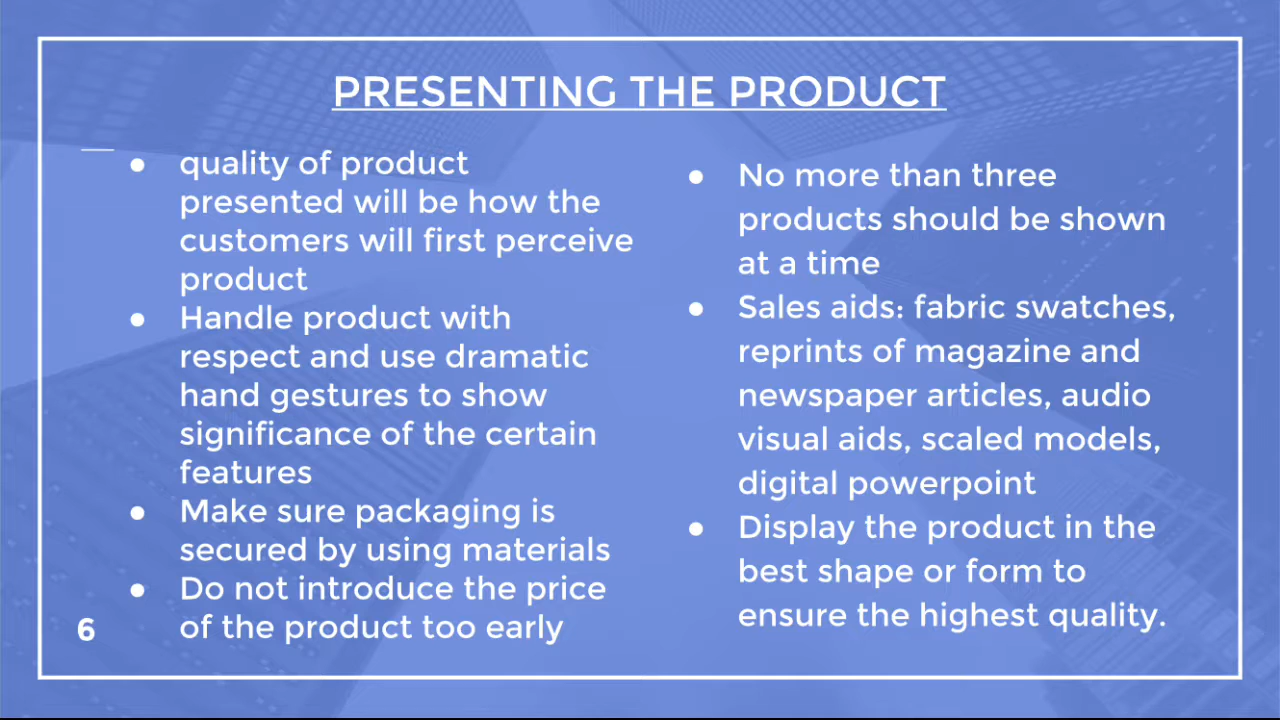 PRESENTING THE PRODUCT
● quality of product
presented will be how the
customers will first perceive
product
● Handle product with
respect and use dramatic
hand gestures to show
significance of the certain
features
● Make sure packaging is
secured by using materials
● Do not introduce the price
of the product too early
● No more than three
products should be shown
at a time
● Sales aids: fabric swatches,
reprints of magazine and
newspaper articles, audio
visual aids, scaled models,
digital powerpoint
● Display the product in the
best shape or form to
ensure the highest quality.
6